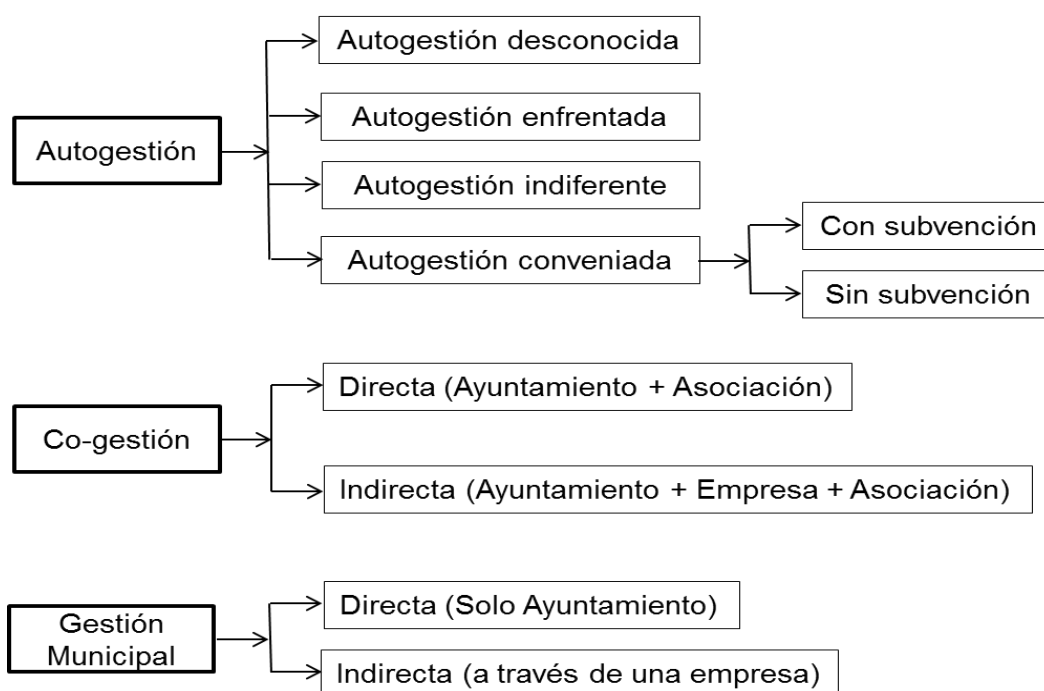 Autogestión
Autogestión desconocida
Autogestión enfrentada
Autogestión indiferente
Autogestión conveniada
Con subvención
Sin subvención
Co-gestión
Directa (Ayuntamiento + Asociación)
Indirecta (Ayuntamiento + Empresa + Asociación)
Gestión
Municipal
Directa (Solo Ayuntamiento)
Indirecta (a través de una empresa)